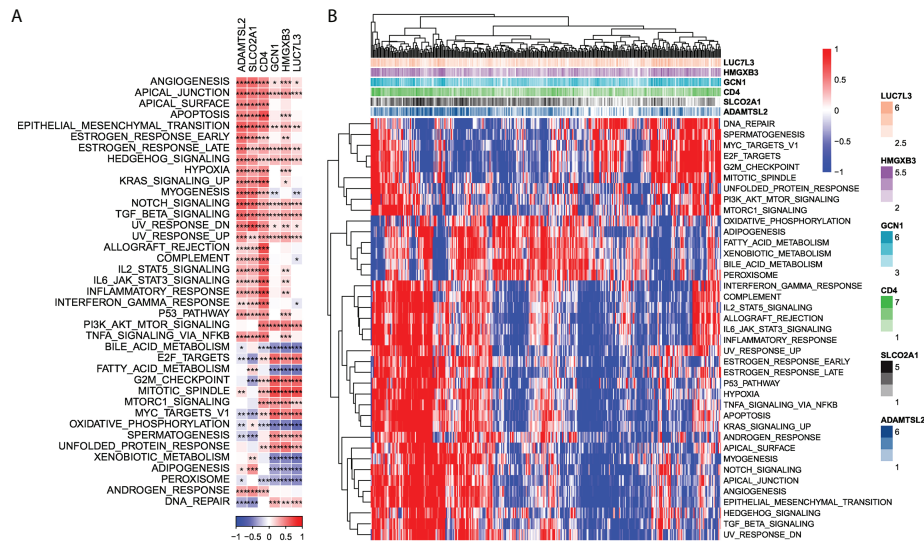 A
ADAMTSL2
SLCO2A1
CD4
GCN1
HMGXB3
LUC7L3
ANGIOGENESIS
APICAL_JUNCTION
APICAL_SURFACE
APOPTOSIS
EPITHELIAL_MESENCHYMAL_TRANSITION
ESTROGEN_RESPONSE_EARLY
ESTROGEN_RESPONSE_LATE
HEDGEHOG_SIGNALING
HYPOXIA
KRAS_SIGNALING_UP
MYOGENESIS
NOTCH_SIGNALING
TGF_BETA_SIGNALING
UV_RESPONSE_DN
UV_RESPONSE_UP
ALLOGRAFT_REJECTION
COMPLEMENT
IL2_STAT5_SIGNALING
IL6_JAK_STAT3_SIGNALING
INFLAMMATORY_RESPONSE
INTERFERON_GAMMA_RESPONSE
P53_PATHWAY
PI3K_AKT_MTOR_SIGNALING
TNFA_SIGNALING_VIA_NFKB
BILE_ACID_METABOLISM
E2F_TARGETS
FATTY_ACID_METABOLISM
G2M_CHECKPOINT
MITOTIC_SPINDLE
MTORC1_SIGNALING
MYC_TARGETS_V1
OXIDATIVE_PHOSPHORYLATION
SPERMATOGENESIS
UNFOLDED_PROTEIN_RESPONSE
XENOBIOTIC_METABOLISM
ADIPOGENESIS
PEROXISOME
ANDROGEN_RESPONSE
DNA_REPAIR
−1 −0.5 0 0.5 1
B
LUC7L3
HMGXB3
GCN1
CD4
SLCO2A1
ADAMTSL2
DNA_REPAIR
SPERMATOGENESIS
MYC_TARGETS_V1
E2F_TARGETS
G2M_CHECKPOINT
MITOTIC_SPINDLE
UNFOLDED_PROTEIN_RESPONSE
PI3K_AKT_MTOR_SIGNALING
MTORC1_SIGNALING
OXIDATIVE_PHOSPHORYLATION
ADIPOGENESIS
FATTY_ACID_METABOLISM
XENOBIOTIC_METABOLISM
BILE_ACID_METABOLISM
PEROXISOME
INTERFERON_GAMMA_RESPONSE
COMPLEMENT
IL2_STAT5_SIGNALING
ALLOGRAFT_REJECTION
IL6_JAK_STAT3_SIGNALING
INFLAMMATORY_RESPONSE
UV_RESPONSE_UP
ESTROGEN_RESPONSE_EARLY
ESTROGEN_RESPONSE_LATE
P53_PATHWAY
HYPOXIA
TNFA_SIGNALING_VIA_NFKB
APOPTOSIS
KRAS_SIGNALING_UP
ANDROGEN_RESPONSE
APICAL_SURFACE
MYOGENESIS
NOTCH_SIGNALING
APICAL_JUNCTION
ANGIOGENESIS
EPITHELIAL_MESENCHYMAL_TRANSITION
HEDGEHOG_SIGNALING
TGF_BETA_SIGNALING
UV_RESPONSE_DN
1
0.5
0
−0.5
−1
LUC7L3
6
2.5
HMGXB3
5.5
2
GCN1
6
3
CD4
7
1
SLCO2A1
5
1
ADAMTSL2
6
1